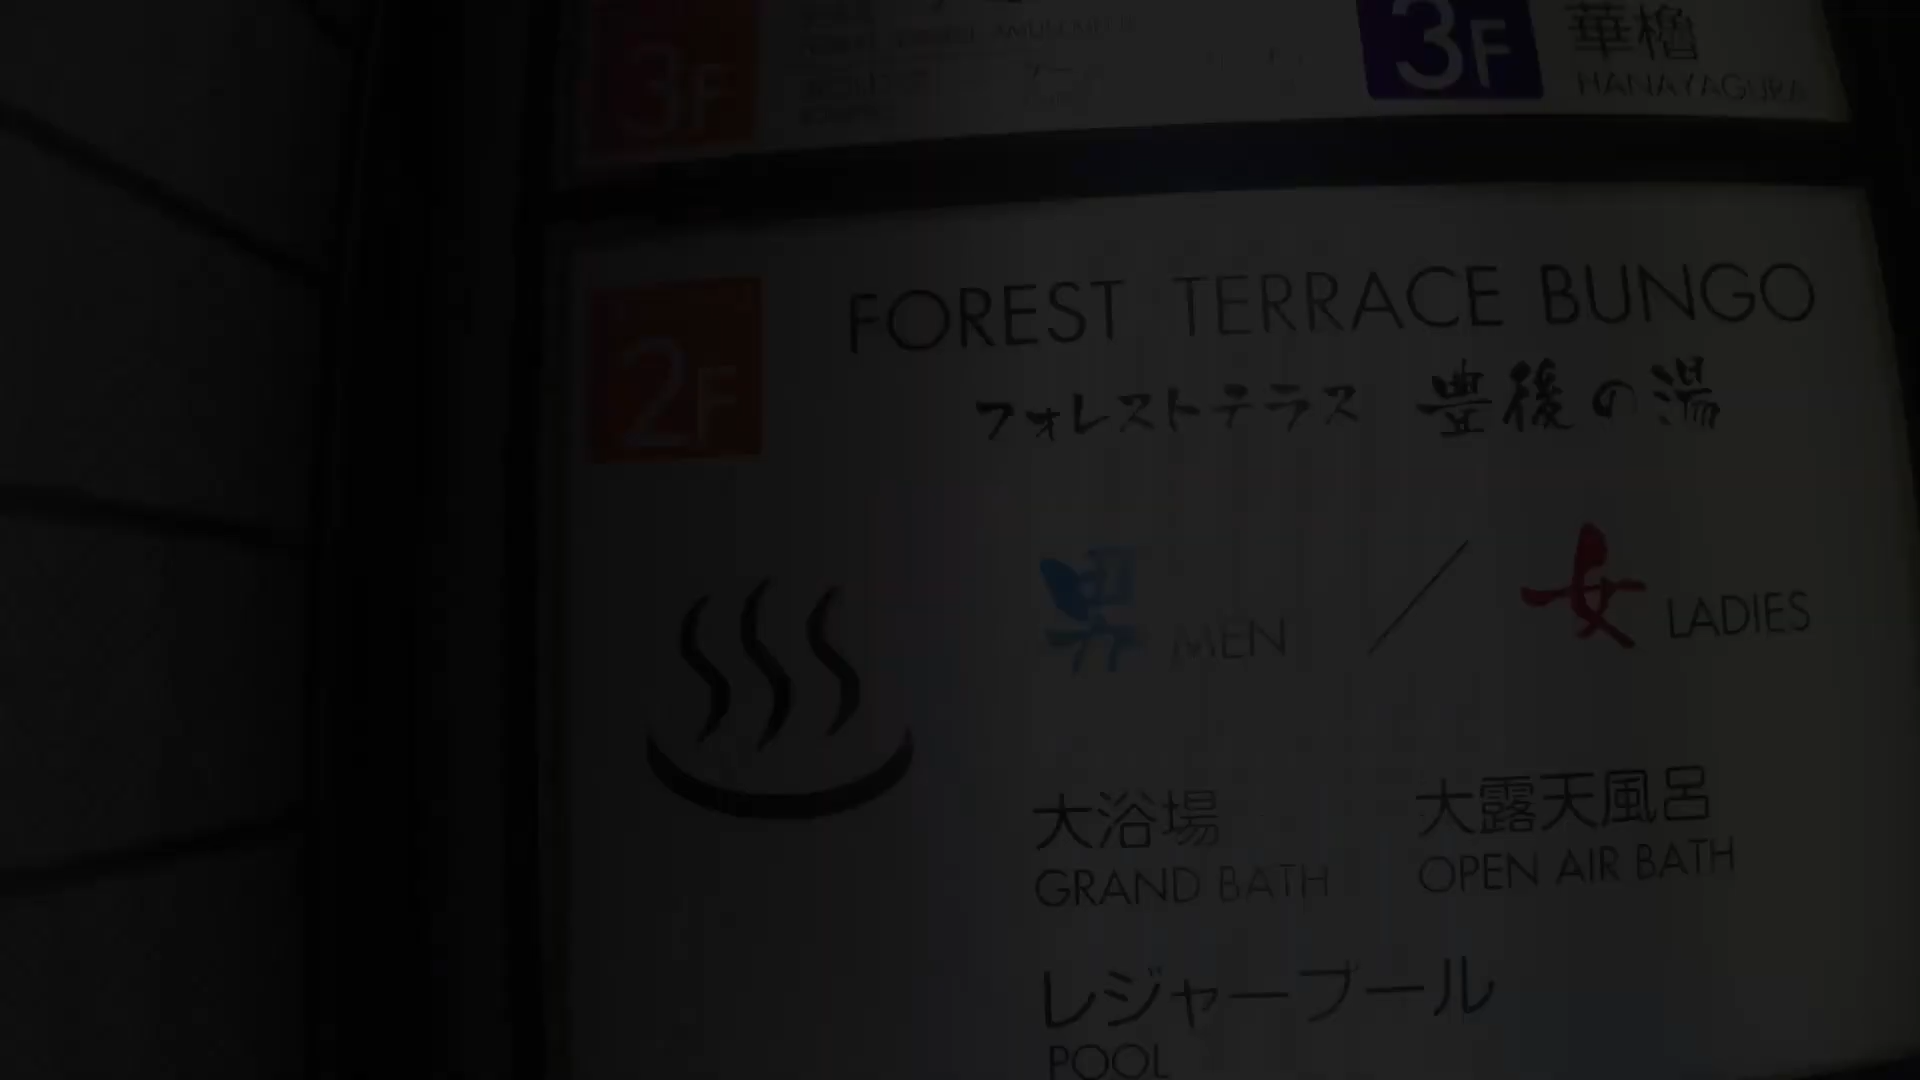 3F
3F
華櫓
HANAYAGURA
2F
FOREST TERRACE BUNGO
フォレストテラス 豊後の湯
男 MEN / 女 LADIES
大浴場 大露天風呂
GRAND BATH OPEN AIR BATH
レジャープール
POOL